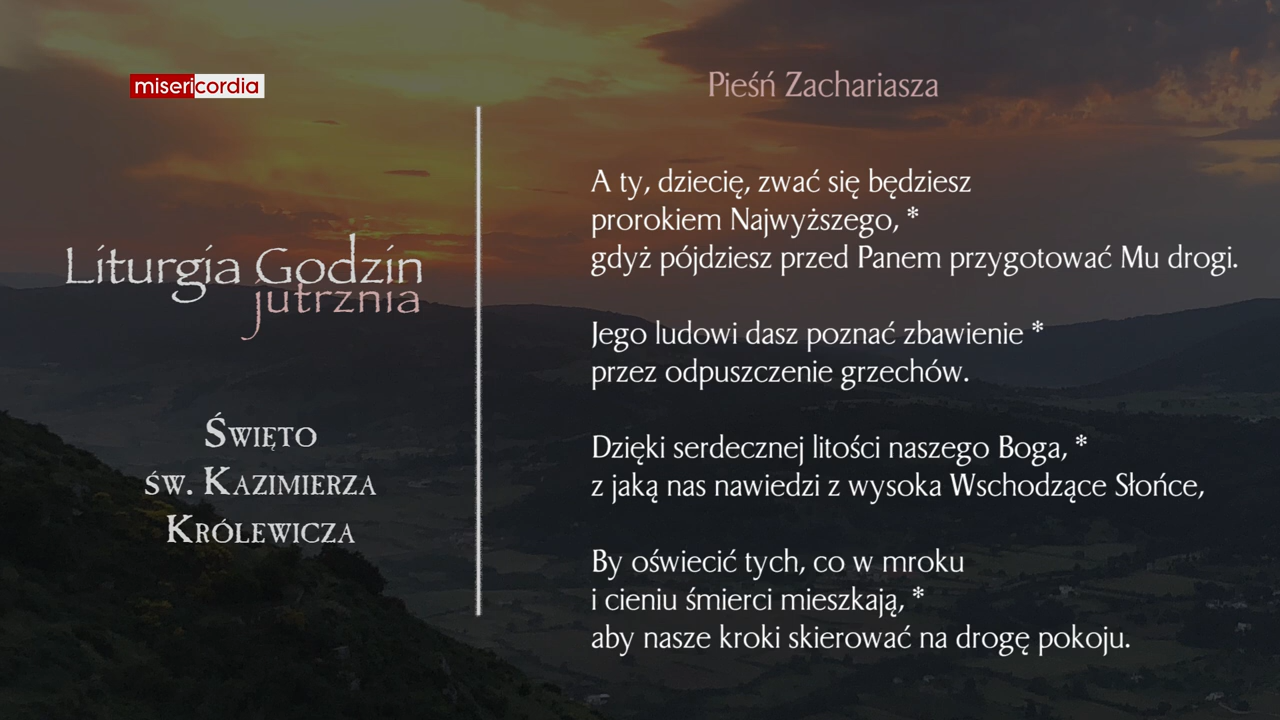 misericordia
Liturgia Godzin
jutrznia
Święto
św. Kazimierza
Królewicza
Pieśń Zachariasza
A ty, dziecię, zwać się będziesz
prorokiem Najwyższego, *
gdyż pójdziesz przed Panem przygotować Mu drogi.
Jego ludowi dasz poznać zbawienie *
przez odpuszczenie grzechów.
Dzięki serdecznej litości naszego Boga, *
z jaką nas nawiedzi z wysoka Wschodzące Słońce,
By oświecić tych, co w mroku
i cieniu śmierci mieszkają, *
aby nasze kroki skierować na drogę pokoju.